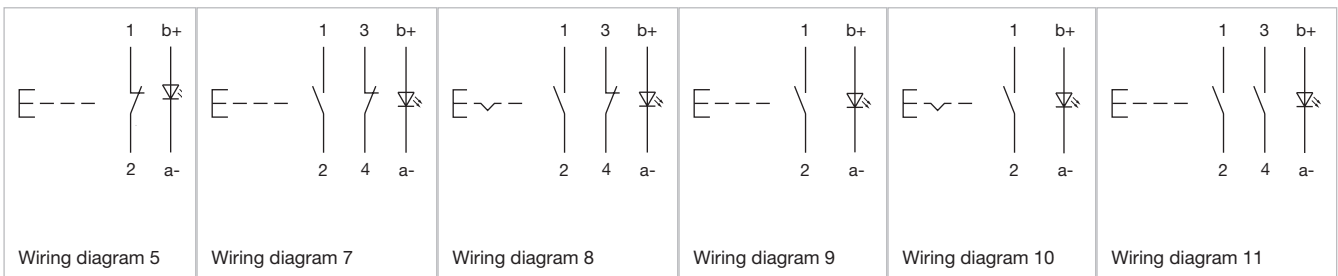 1 b+
2 a-
Wiring diagram 5
1 3 b+
2 4 a-
Wiring diagram 7
1 3 b+
2 4 a-
Wiring diagram 8
1 b+
2 a-
Wiring diagram 9
1 b+
2 a-
Wiring diagram 10
1 3 b+
2 4 a-
Wiring diagram 11